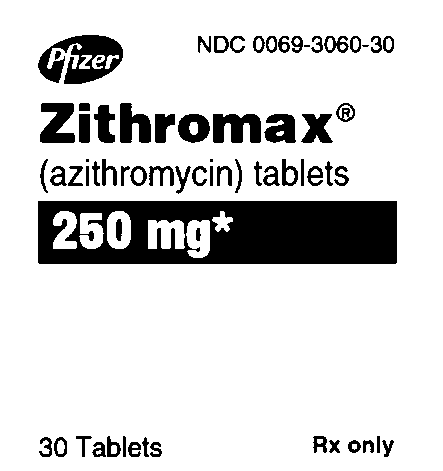 Pfizer
NDC 0069-3060-30
Zithromax®
(azithromycin) tablets
250 mg*
30 Tablets
Rx only